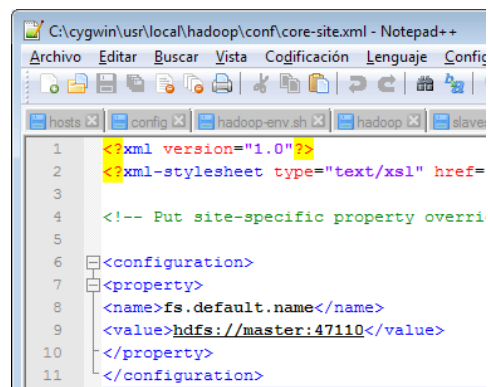 C:\cygwin\usr\local\hadoop\conf\core-site.xml - Notepad++
Archivo Editar Buscar Vista Codificación Lenguaje Config
hosts config hadoop-env.sh hadoop slaves
1 <?xml version="1.0"?>
2 <?xml-stylesheet type="text/xsl" href=
3
4 <!-- Put site-specific property overri
5
6 <configuration>
7 <property>
8 <name>fs.default.name</name>
9 <value>hdfs://master:47110</value>
10 </property>
11 </configuration>